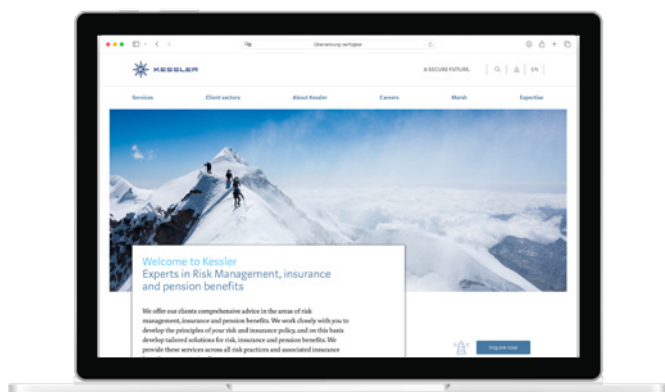 Übersetzung verfügbar
KESSLER
A SECURE FUTURE.
EN
Services Client sectors About Kessler Careers Marsh Expertise
Welcome to Kessler
Experts in Risk Management, insurance
and pension benefits
We offer our clients comprehensive advice in the areas of risk
management, insurance and pension benefits. We work closely with you to
develop the principles of your risk and insurance policy, and on this basis
develop tailored solutions for risk, insurance and pension benefits. We
provide these services across all risk practices and associated insurance
Inquire now